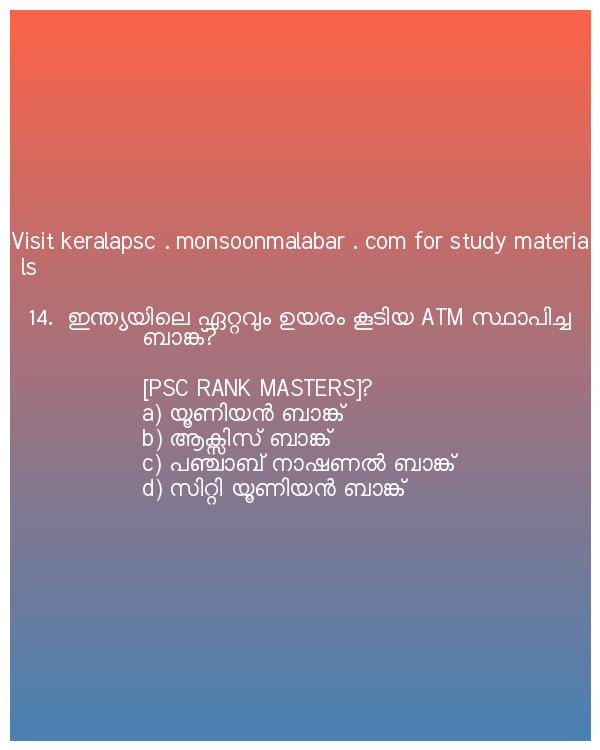 Visit keralapsc . monsoonmalabar . com for study materia
ls
14. ഇന്ത്യയിലെ ഏറ്റവും ഉയരം കൂടിയ ATM സ്ഥാപിച്ച
ബാങ്ക്?
[PSC RANK MASTERS]?
a) യൂണിയൻ ബാങ്ക്
b) ആക്സിസ് ബാങ്ക്
c) പഞ്ചാബ് നാഷണൽ ബാങ്ക്
d) സിറ്റി യൂണിയൻ ബാങ്ക്